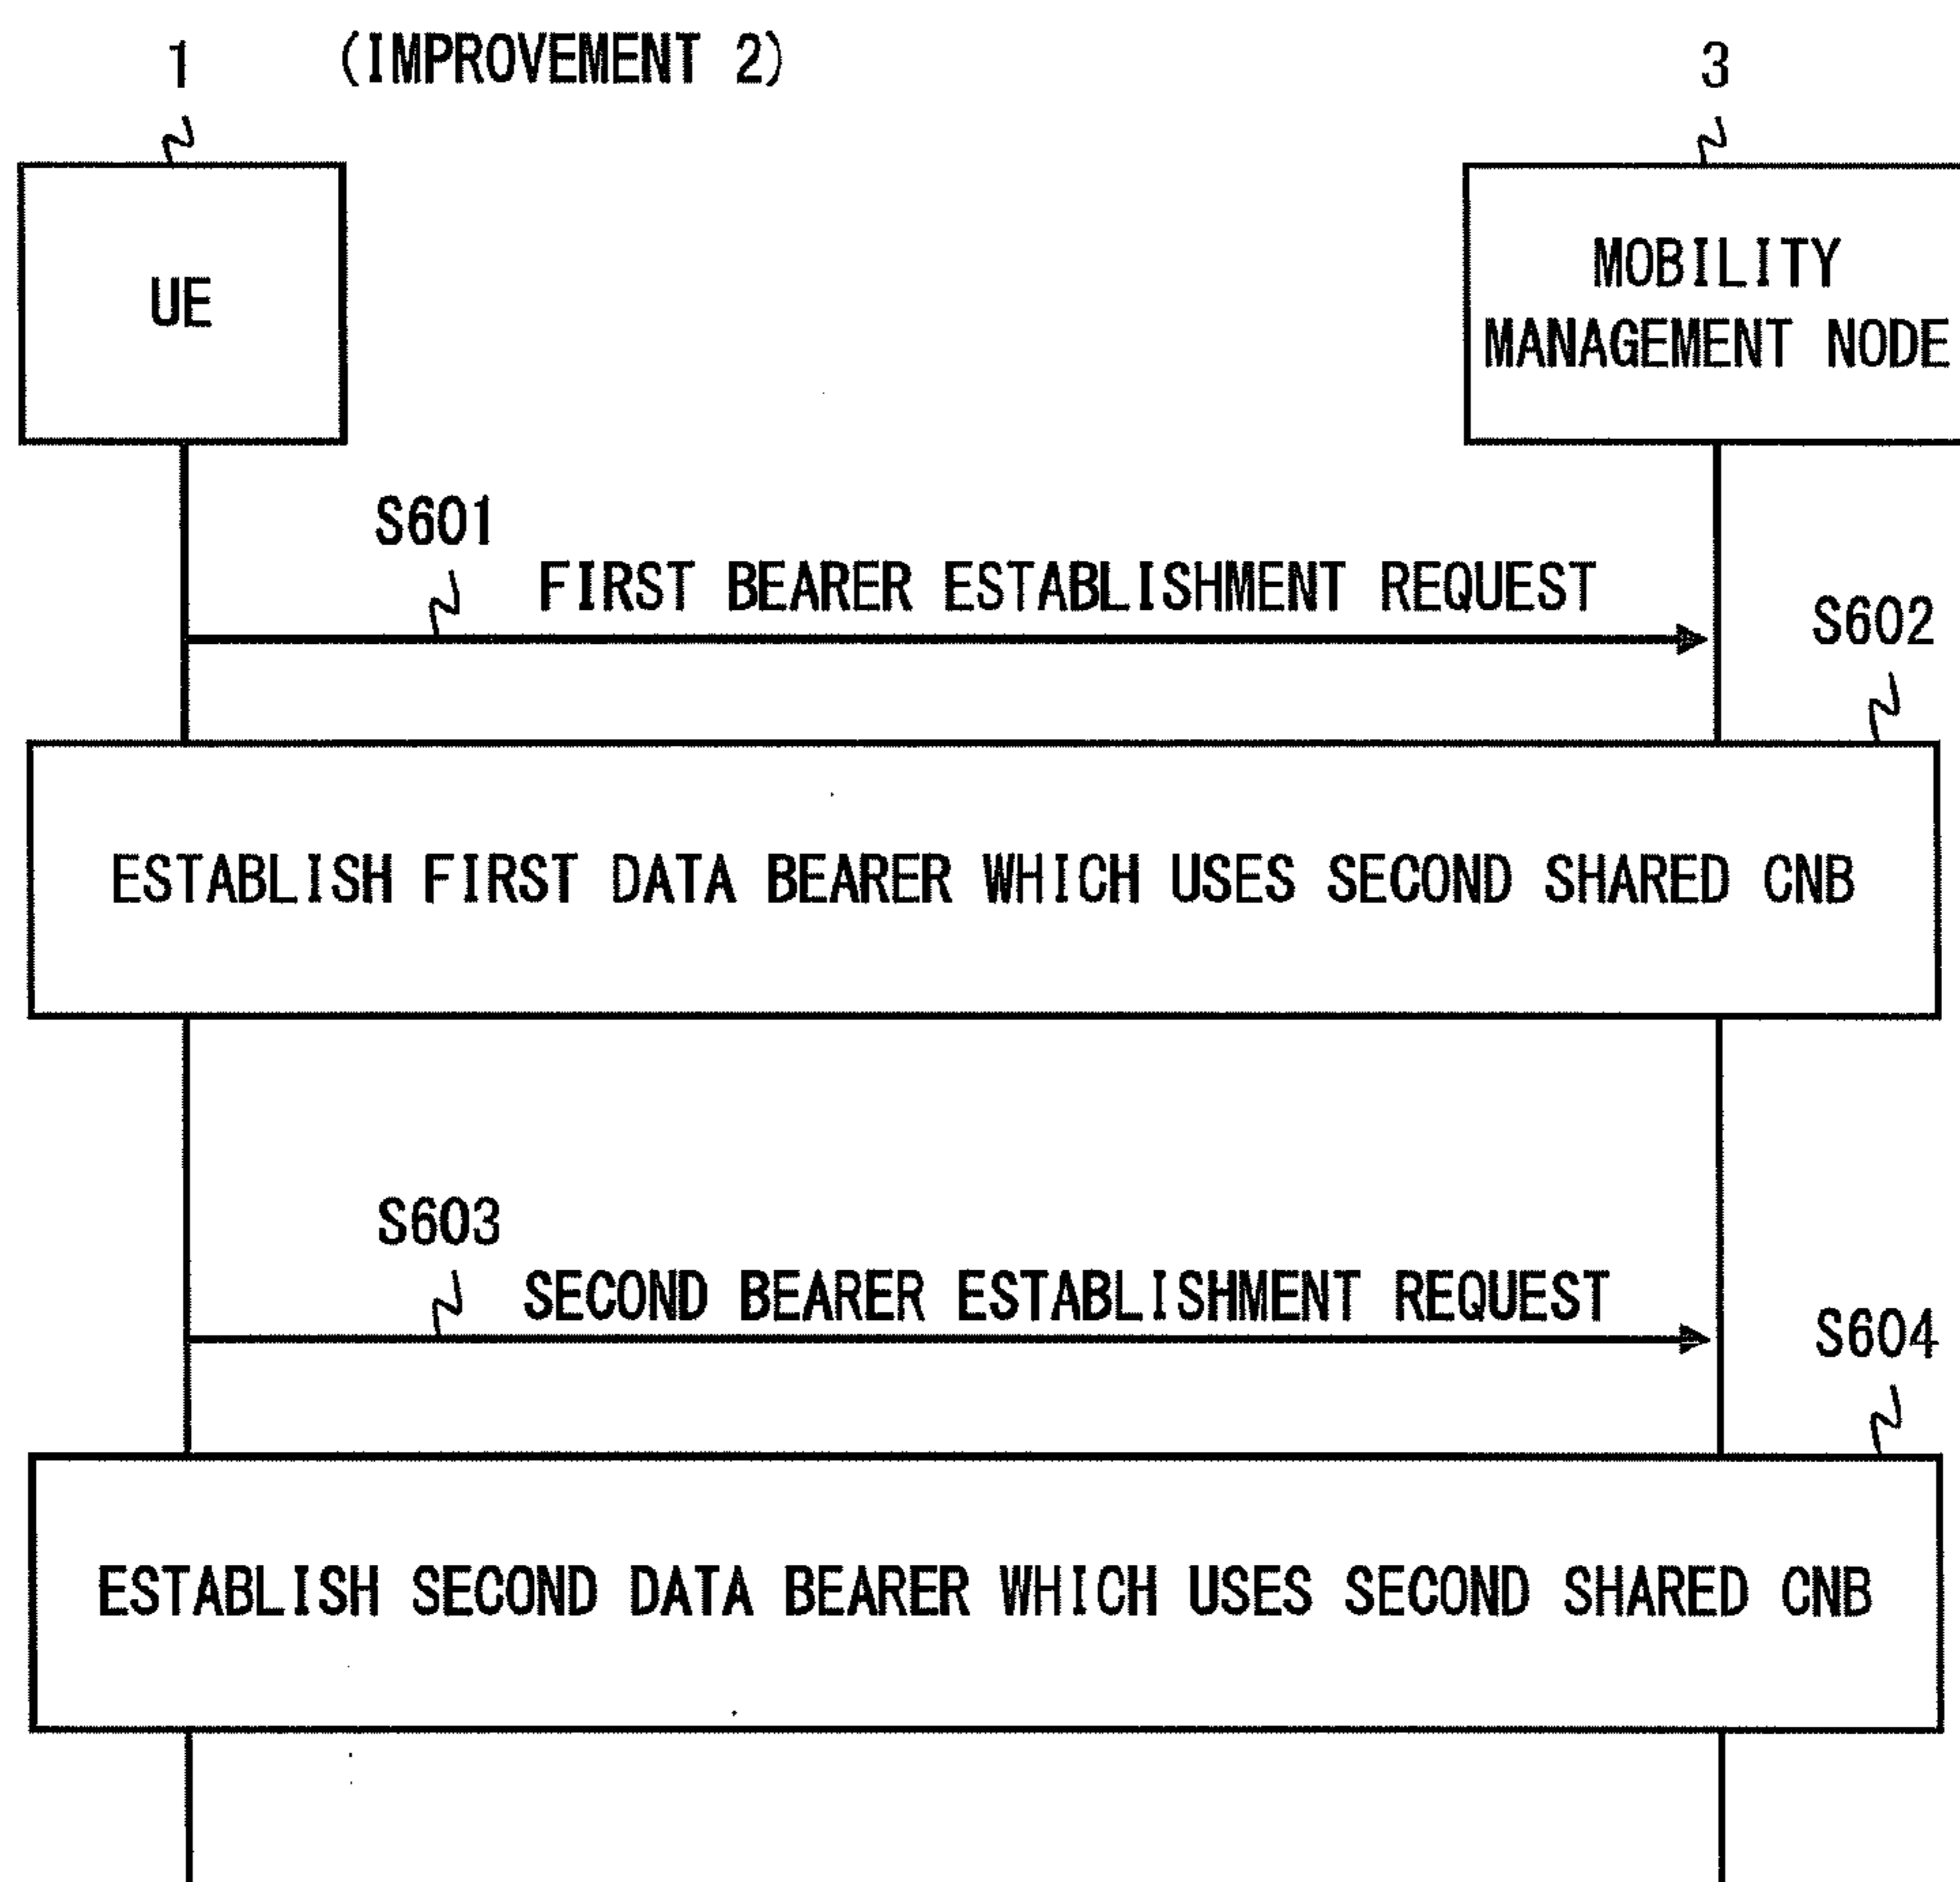 1
(IMPROVEMENT 2)
3
UE
MOBILITY
MANAGEMENT NODE
S601
FIRST BEARER ESTABLISHMENT REQUEST
S602
ESTABLISH FIRST DATA BEARER WHICH USES SECOND SHARED CNB
S603
SECOND BEARER ESTABLISHMENT REQUEST
S604
ESTABLISH SECOND DATA BEARER WHICH USES SECOND SHARED CNB